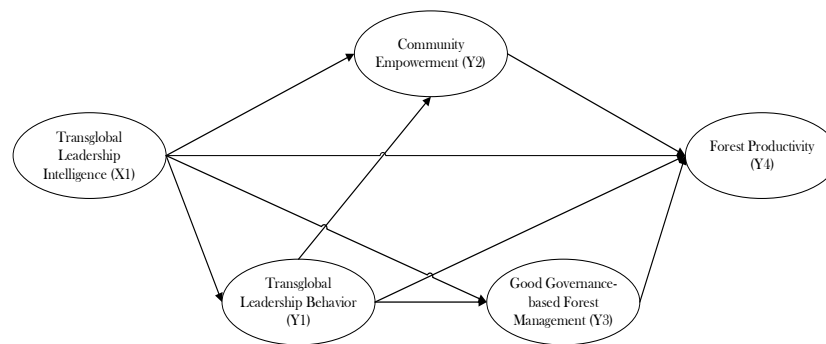 Community
Empowerment (Y2)
Transglobal
Leadership
Intelligence (X1)
Forest Productivity
(Y4)
Transglobal
Leadership Behavior
(Y1)
Good Governance-
based Forest
Management (Y3)